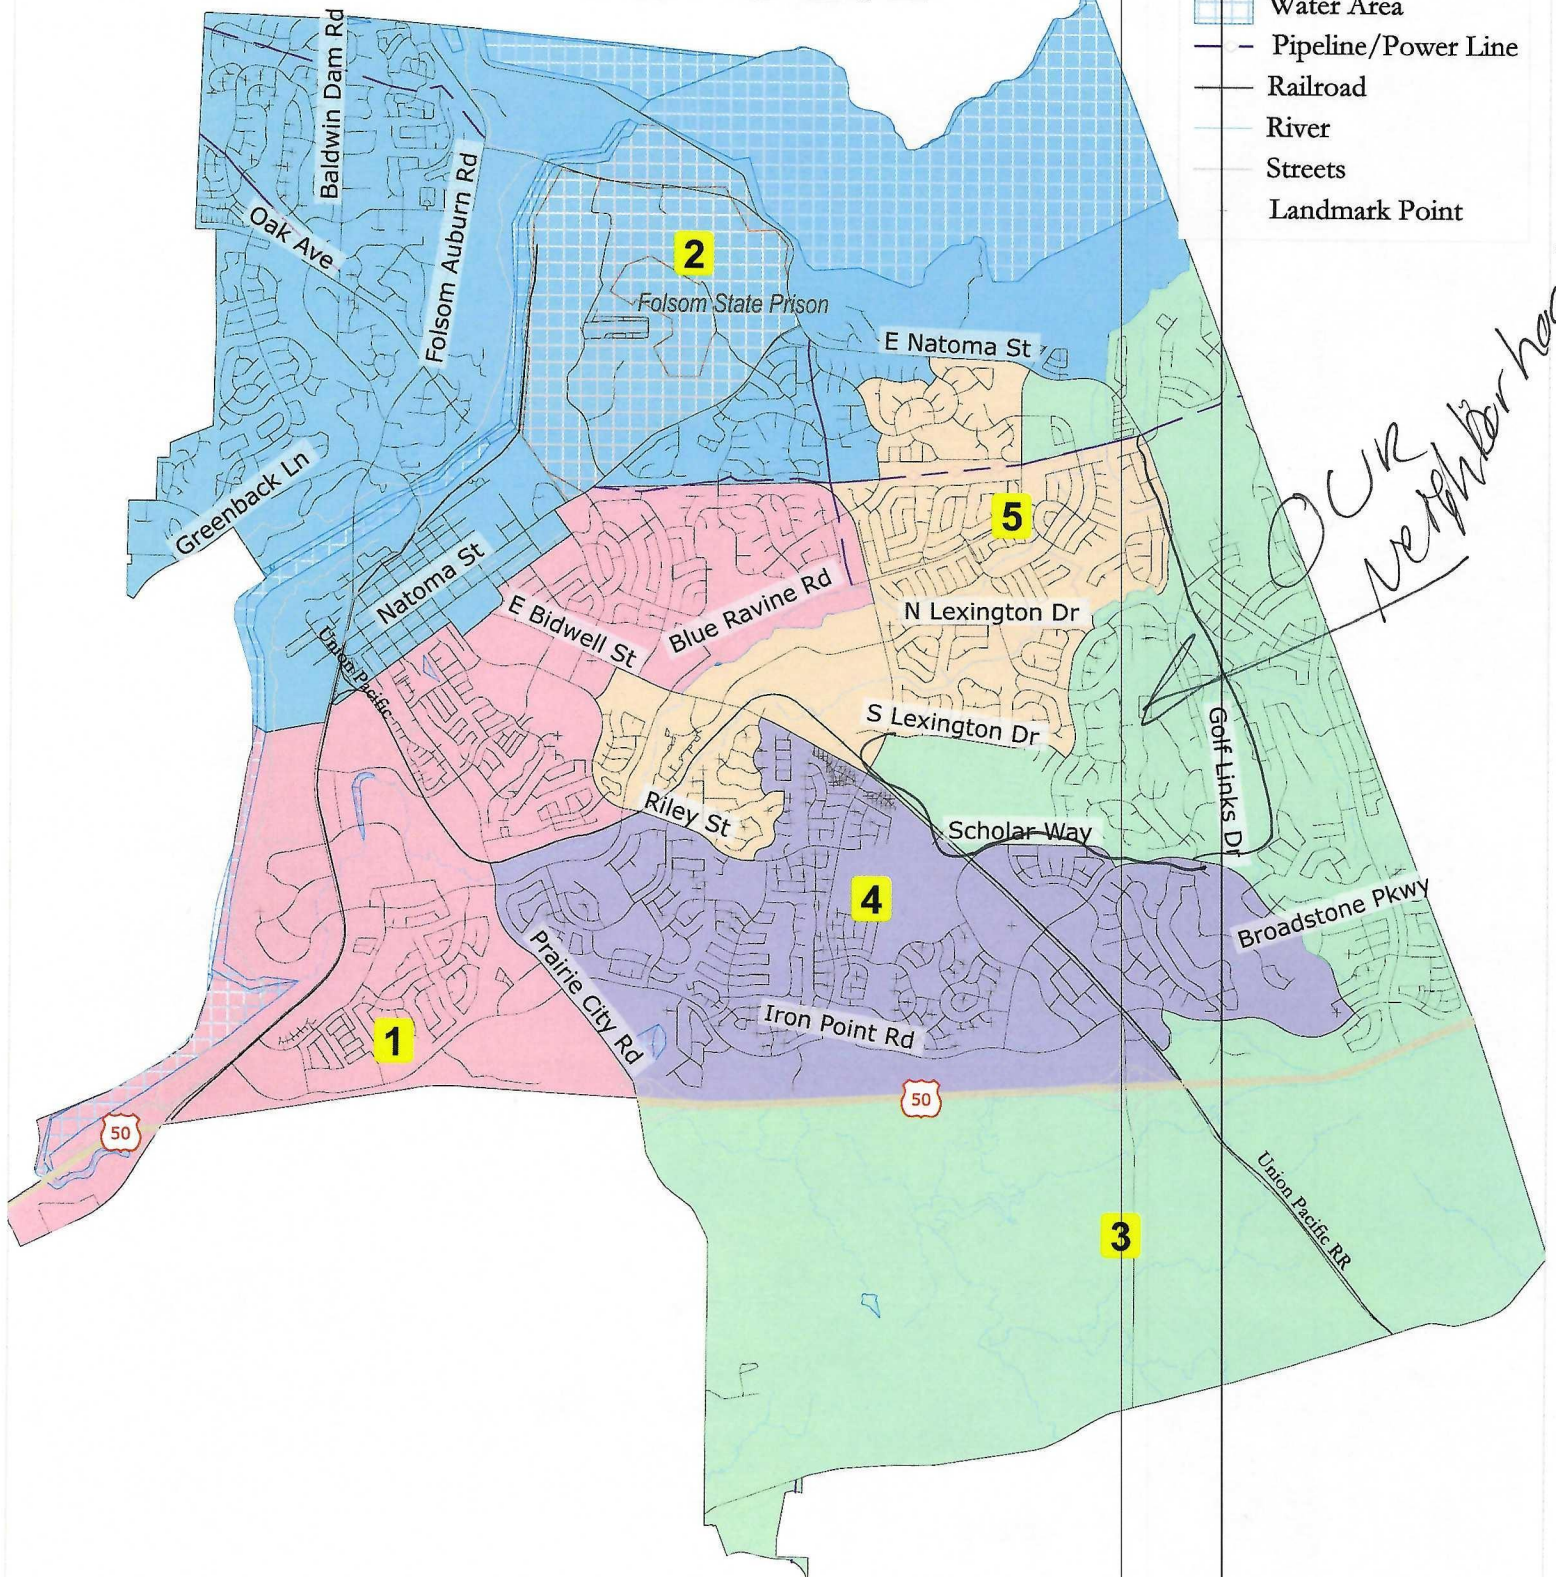 Water Area
Pipeline/Power Line
Railroad
River
Streets
Landmark Point
Baldwin Dam Rd
Oak Ave
Folsom Auburn Rd
2
Folsom State Prison
E Natoma St
OUR
Greenback Ln
5
Natoma St
E Bidwell St
Blue Ravine Rd
N Lexington Dr
Union Pacific
S Lexington Dr
Golf Links Dr
Riley St
Scholar Way
4
Broadstone Pkwy
Prairie City Rd
Iron Point Rd
1
50
50
Union Pacific RR
3